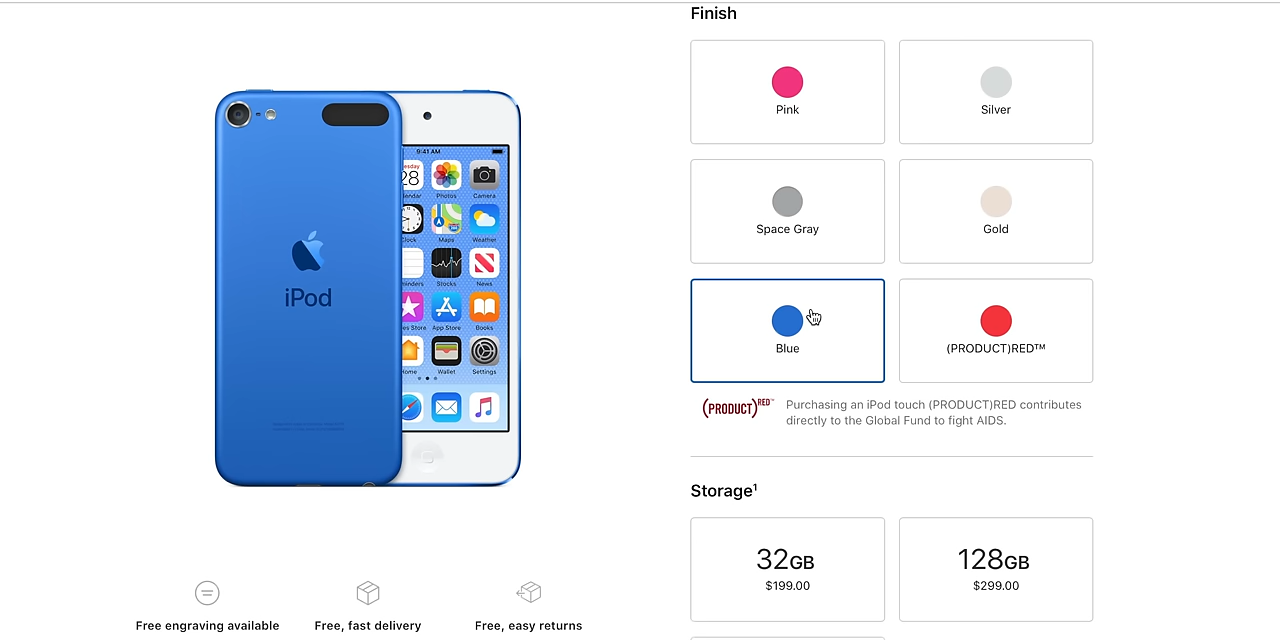 Finish
Pink
Silver
Space Gray
Gold
Blue
(PRODUCT)RED™
(PRODUCT)RED™
Purchasing an iPod touch (PRODUCT)RED contributes
directly to the Global Fund to fight AIDS.
Storage¹
32GB
$199.00
128GB
$299.00
iPod
9:41 AM
28
Photos
Camera
Maps
Weather
Stocks
News
App Store
Books
Wallet
Settings
Free engraving available
Free, fast delivery
Free, easy returns